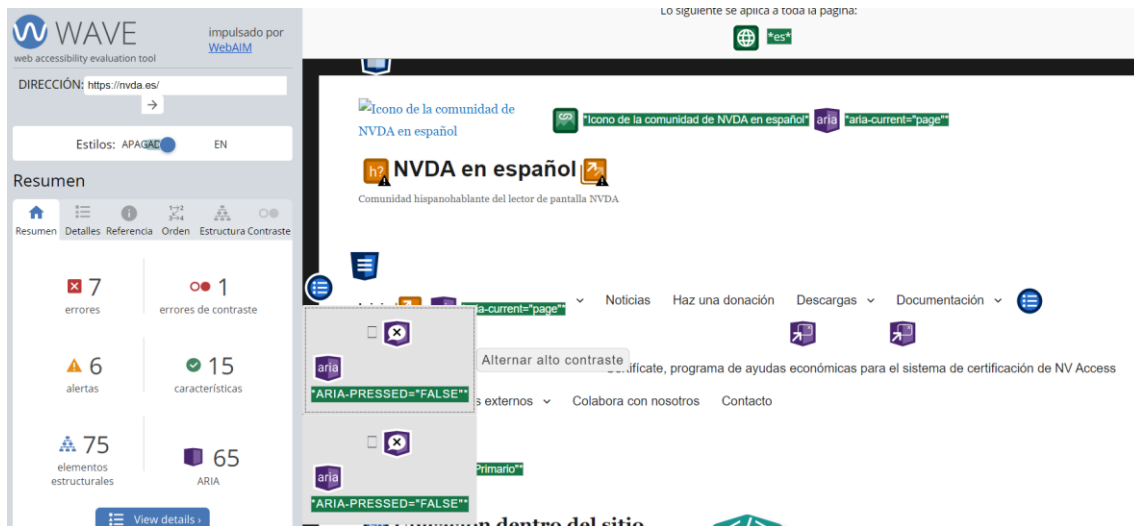 WAVE
web accessibility evaluation tool
impulsado por
WebAIM
DIRECCIÓN: https://nvda.es/
→
Estilos: APAGAD
EN
Resumen
Resumen Detalles Referencia Orden Estructura Contraste
7
errores
1
errores de contraste
6
alertas
15
características
75
elementos
estructurales
65
ARIA
View details ›
Lo siguiente se aplica a toda la página:
*es*
Icono de la comunidad de
NVDA en español
*Icono de la comunidad de NVDA en español* aria *aria-current="page"*
h? NVDA en español
Comunidad hispanohablante del lector de pantalla NVDA
a-current="page"* Noticias Haz una donación Descargas Documentación
aria
*ARIA-PRESSED="FALSE"*
Alternar alto contraste
Certifícate, programa de ayudas económicas para el sistema de certificación de NV Access
s externos Colabora con nosotros Contacto
aria
*ARIA-PRESSED="FALSE"*
Primario"*
dentro del sitio